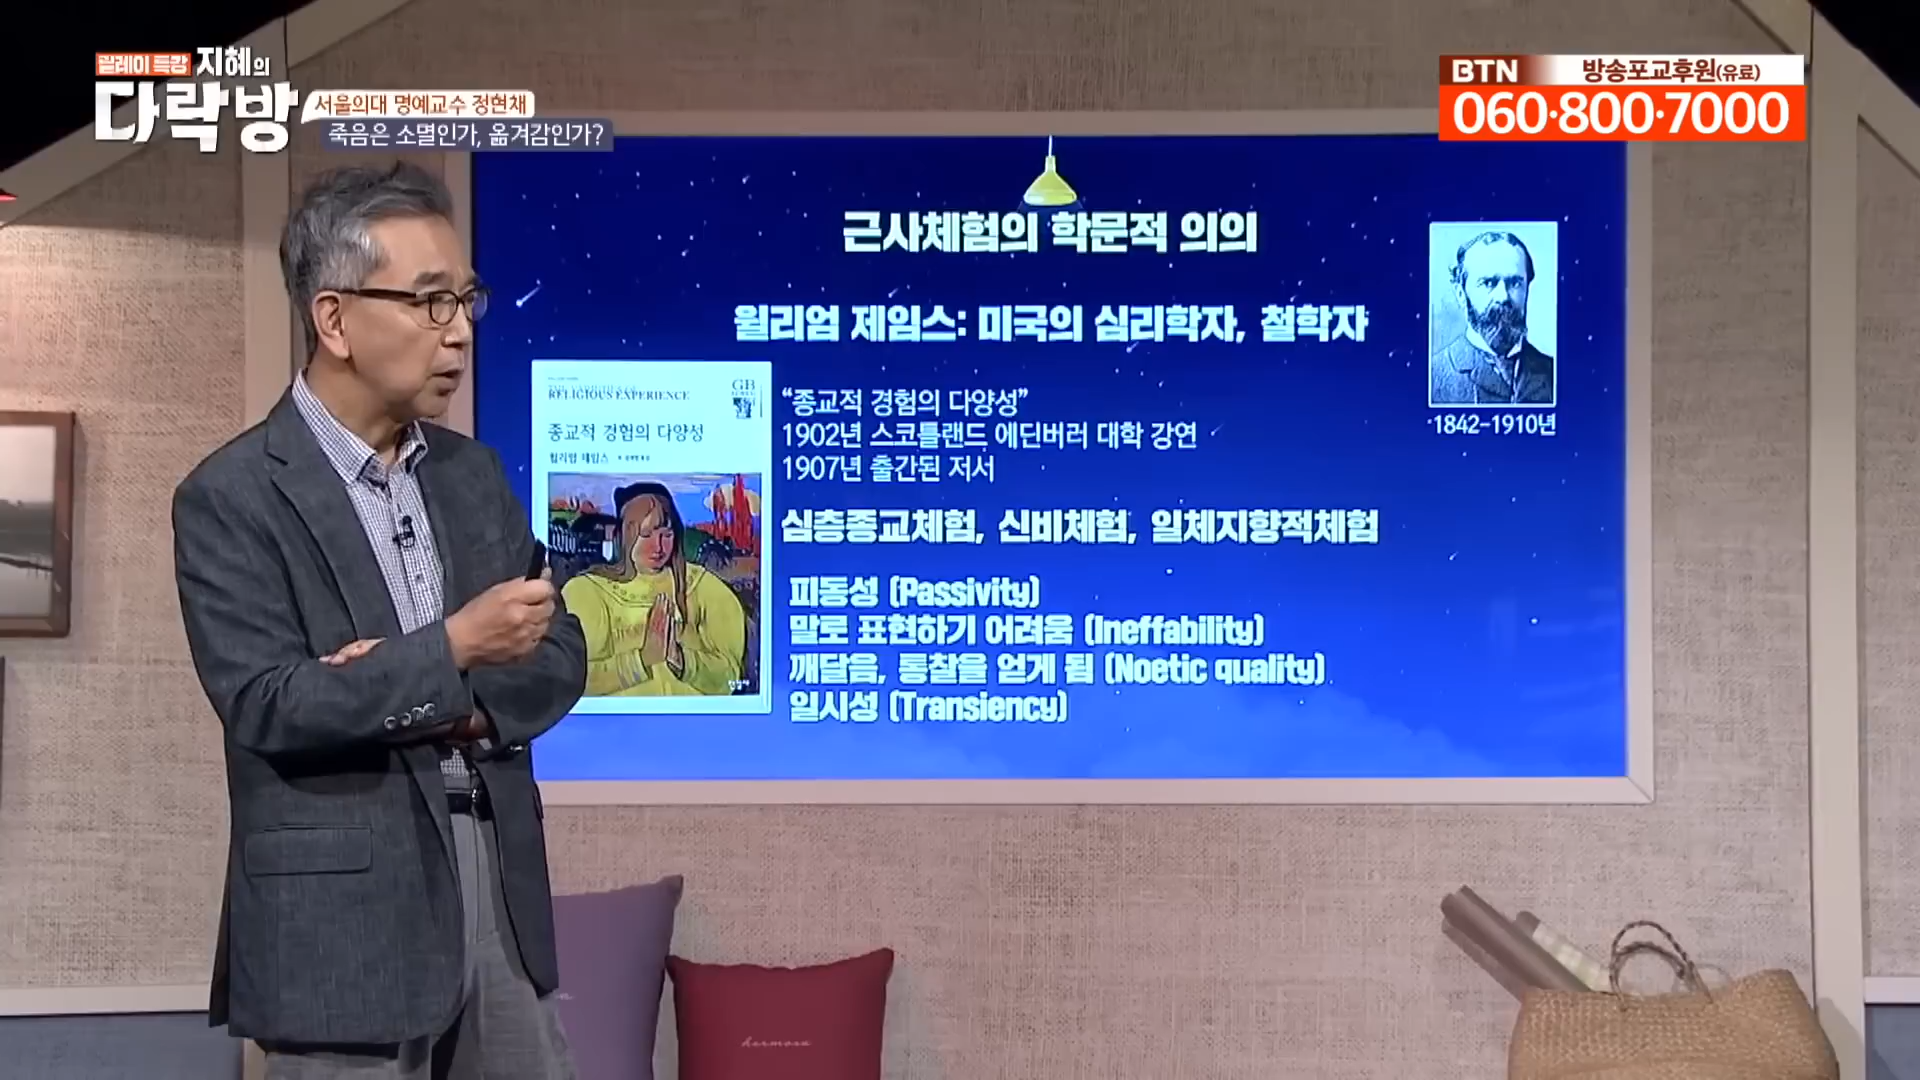 릴레이 특강 지혜의
다락방
서울의대 명예교수 정현채
죽음은 소멸인가, 옮겨감인가?
BTN 방송포교후원(유료)
060·800·7000
근사체험의 학문적 의의
윌리엄 제임스: 미국의 심리학자, 철학자
1842-1910년
RELIGIOUS EXPERIENCE
GB
종교적 경험의 다양성
윌리엄 제임스
한길사
“종교적 경험의 다양성”
1902년 스코틀랜드 에딘버러 대학 강연
1907년 출간된 저서
심층종교체험, 신비체험, 일체지향적체험
피동성 (Passivity)
말로 표현하기 어려움 (Ineffability)
깨달음, 통찰을 얻게 됨 (Noetic quality)
일시성 (Transiency)
hermosa